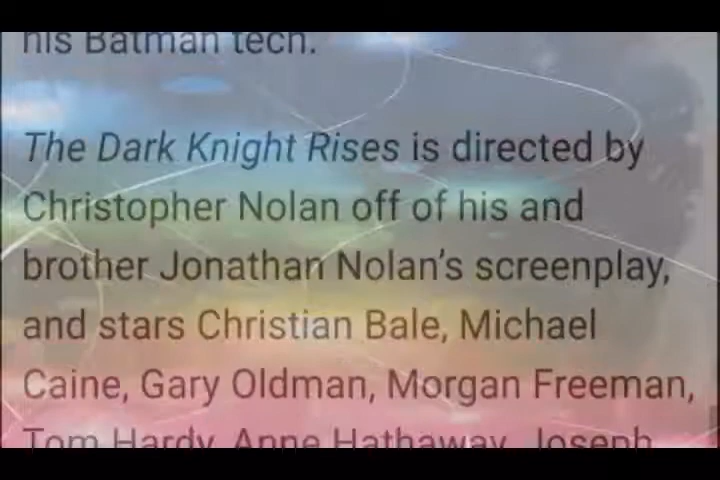 his Batman tech.
The Dark Knight Rises is directed by
Christopher Nolan off of his and
brother Jonathan Nolan's screenplay,
and stars Christian Bale, Michael
Caine, Gary Oldman, Morgan Freeman,
Tom Hardy, Anne Hathaway, Joseph